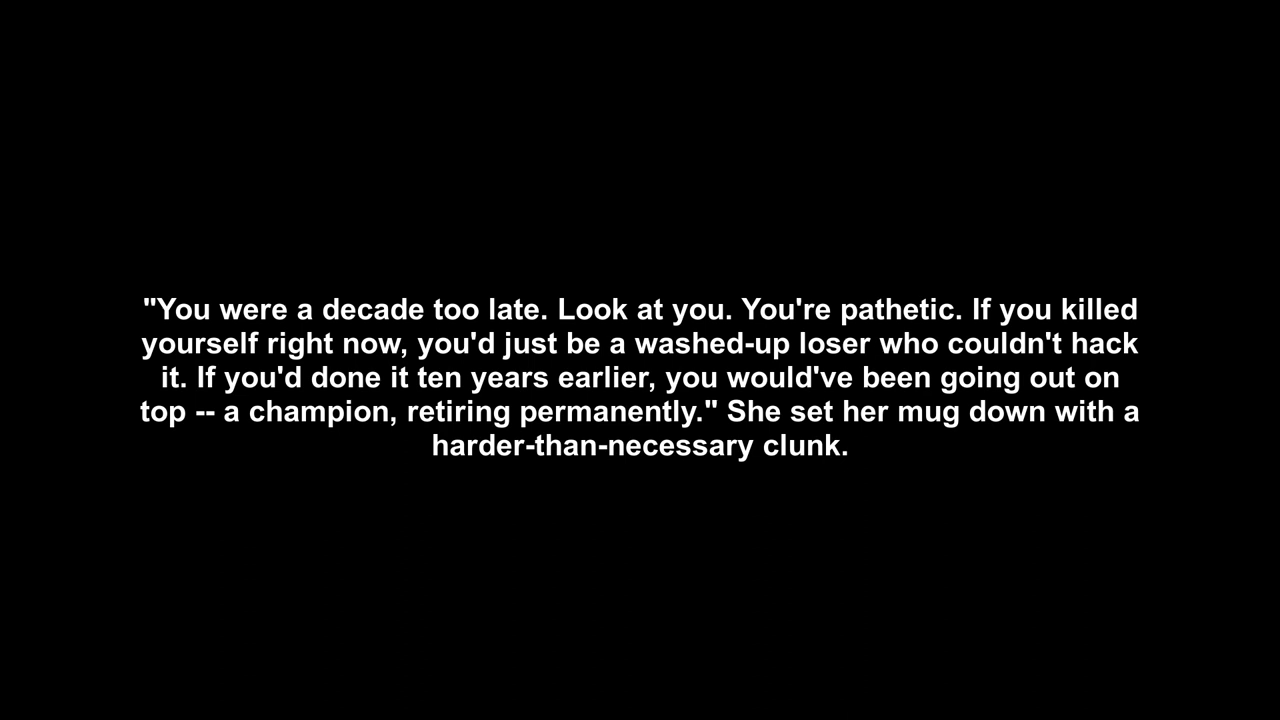 "You were a decade too late. Look at you. You're pathetic. If you killed
yourself right now, you'd just be a washed-up loser who couldn't hack
it. If you'd done it ten years earlier, you would've been going out on
top -- a champion, retiring permanently." She set her mug down with a
harder-than-necessary clunk.